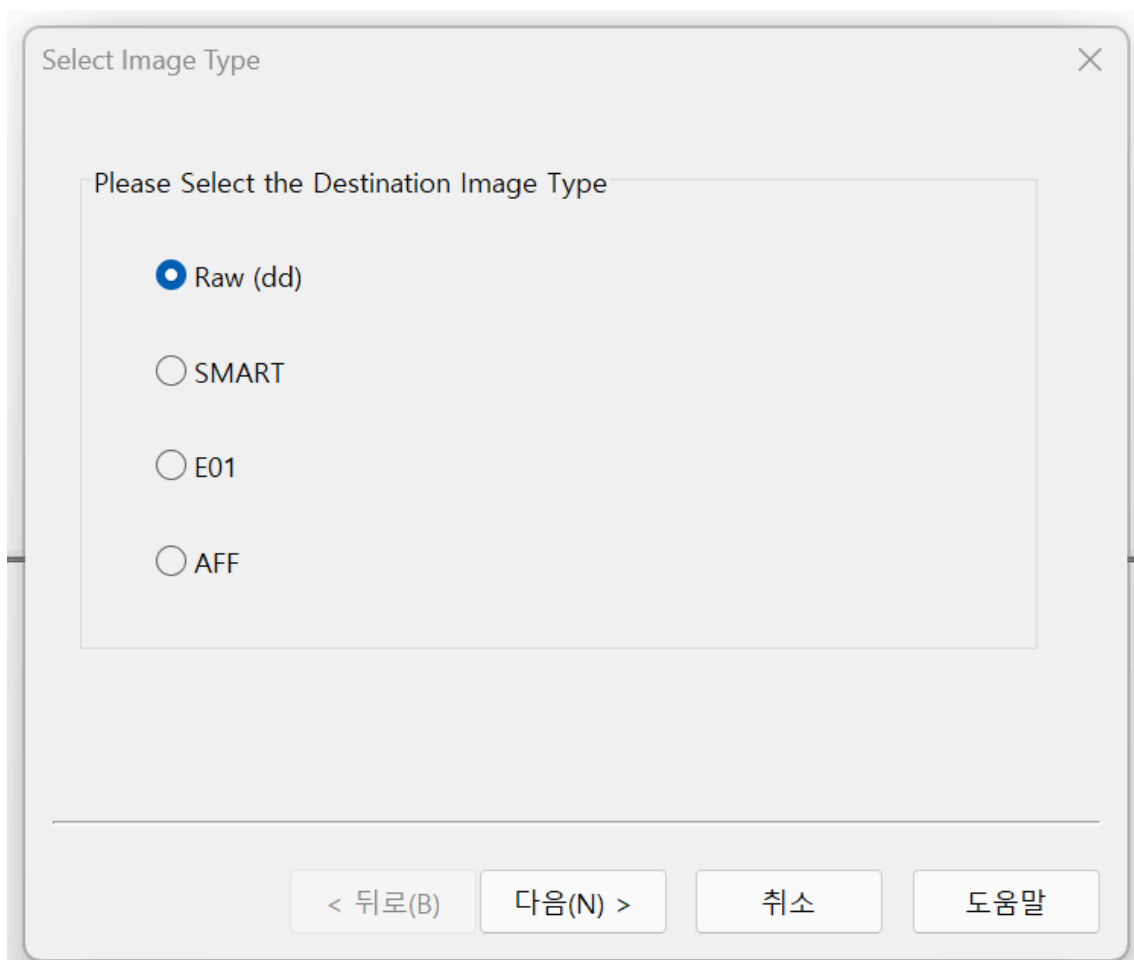 Select Image Type
Please Select the Destination Image Type
Raw (dd)
SMART
E01
AFF
< 뒤로(B) 다음(N) > 취소 도움말